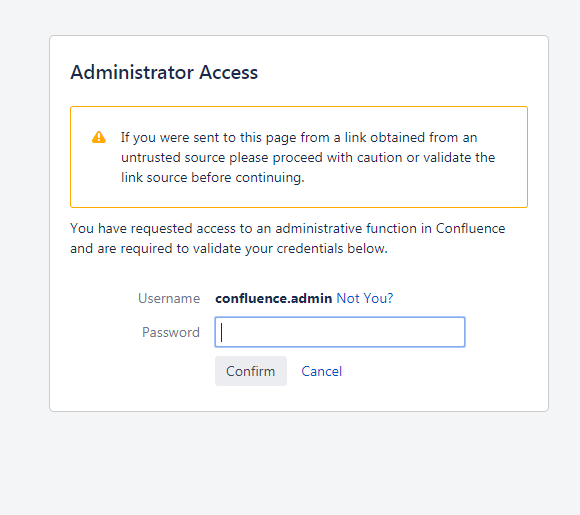 Administrator Access
If you were sent to this page from a link obtained from an
untrusted source please proceed with caution or validate the
link source before continuing.
You have requested access to an administrative function in Confluence
and are required to validate your credentials below.
Username confluence.admin Not You?
Password
Confirm Cancel